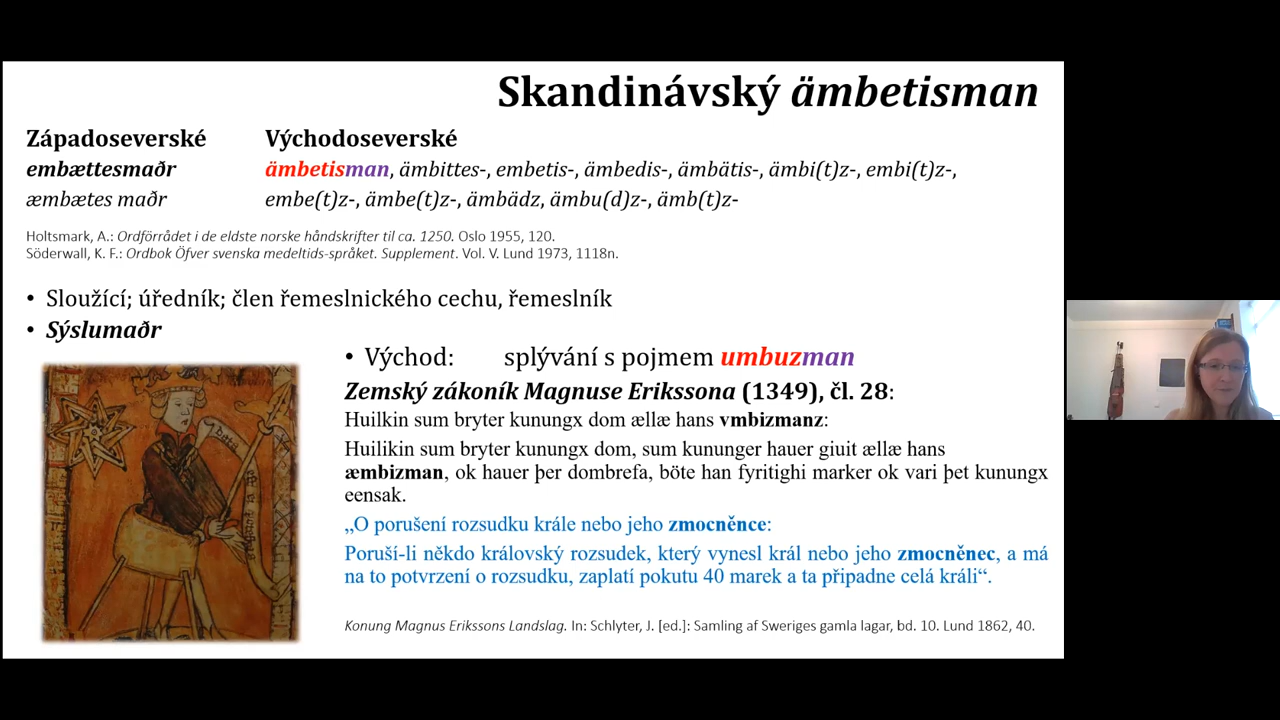 Skandinávský ämbetisman
Západoseverské
Východoseverské
embættesmaðr
ämbetisman, ämbittes-, embetis-, ämbedis-, ämbätis-, ämbi(t)z-, embi(t)z-,
æmbætes maðr
embe(t)z-, ämbe(t)z-, ämbädz, ämbu(d)z-, ämb(t)z-
Holtsmark, A.: Ordförrådet i de eldste norske håndskrifter til ca. 1250. Oslo 1955, 120.
Söderwall, K. F.: Ordbok Öfver svenska medeltids-språket. Supplement. Vol. V. Lund 1973, 1118n.
• Sloužící; úředník; člen řemeslnického cechu, řemeslník
• Sýslumaðr
• Východ: splývání s pojmem umbuzman
Zemský zákoník Magnuse Erikssona (1349), čl. 28:
Huilkin sum bryter kunungx dom ællæ hans vmbizmanz:
Huilikin sum bryter kunungx dom, sum kununger hauer giuit ællæ hans
æmbizman, ok hauer þer dombrefa, böte han fyritighi marker ok vari þet kunungx
eensak.
„O porušení rozsudku krále nebo jeho zmocněnce:
Poruší-li někdo královský rozsudek, který vynesl král nebo jeho zmocněnec, a má
na to potvrzení o rozsudku, zaplatí pokutu 40 marek a ta připadne celá králi“.
Konung Magnus Erikssons Landslag. In: Schlyter, J. [ed.]: Samling af Sweriges gamla lagar, bd. 10. Lund 1862, 40.